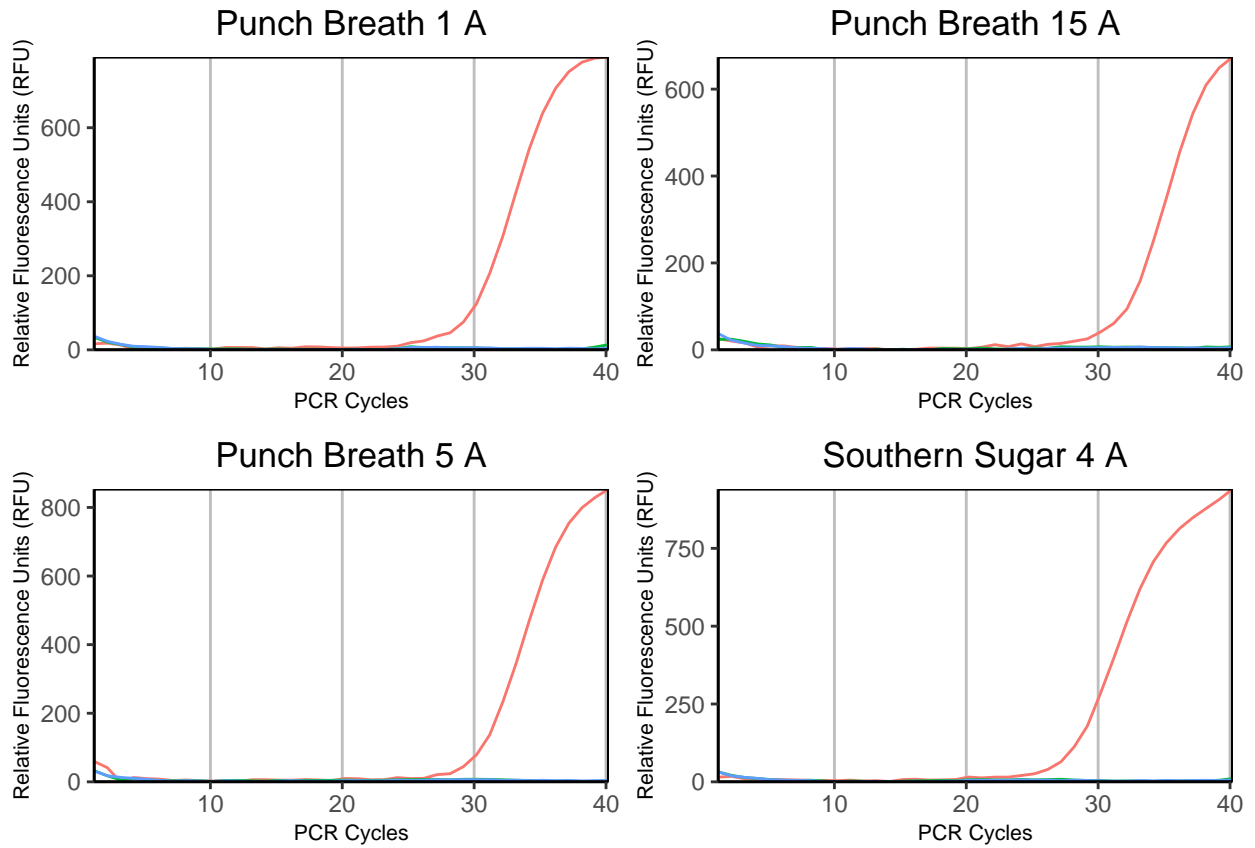 Punch Breath 1 A
Relative Fluorescence Units (RFU)
600
400
200
0
10
20
30
40
PCR Cycles
Punch Breath 15 A
Relative Fluorescence Units (RFU)
600
400
200
0
10
20
30
40
PCR Cycles
Punch Breath 5 A
Relative Fluorescence Units (RFU)
800
600
400
200
0
10
20
30
40
PCR Cycles
Southern Sugar 4 A
Relative Fluorescence Units (RFU)
750
500
250
0
10
20
30
40
PCR Cycles